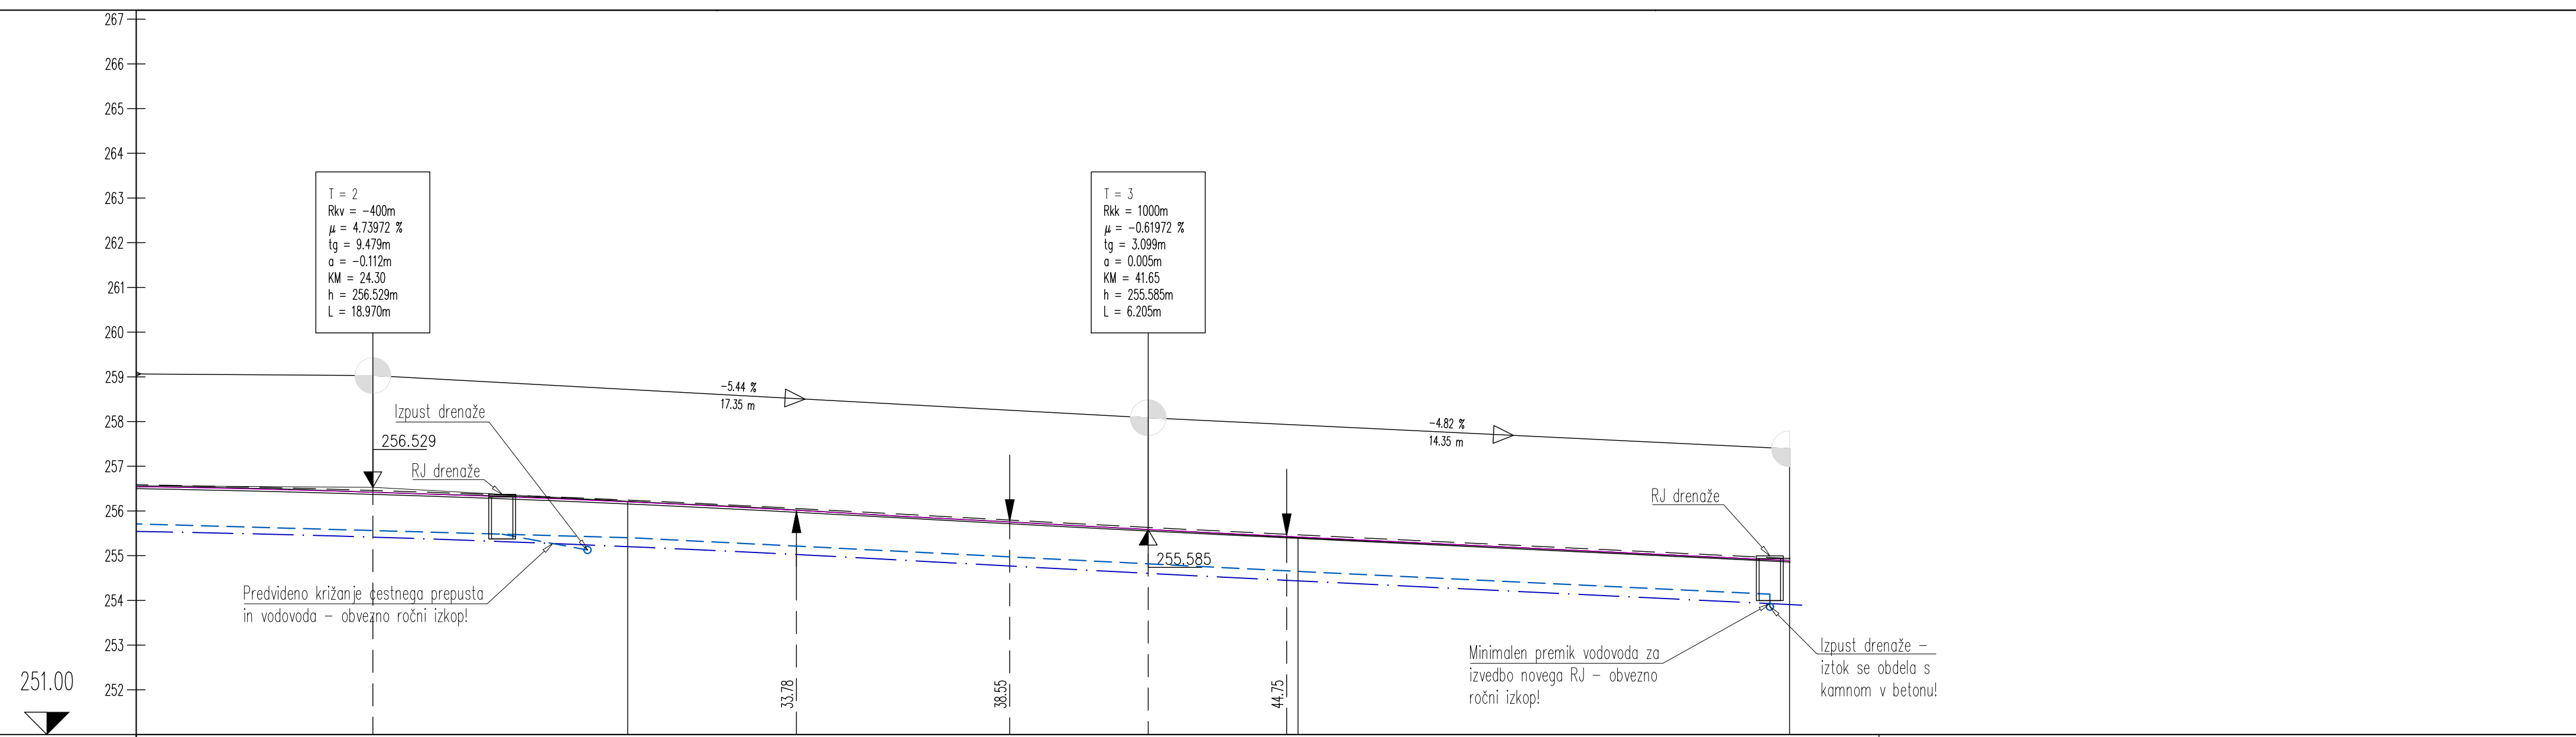 267
266
265
264
263
262
261
260
259
258
257
256
255
254
253
252
251.00
T = 2
Rkv = -400m
μ = 4.73972 %
tg = 9.479m
a = -0.112m
KM = 24.30
h = 256.529m
L = 18.970m
T = 3
Rkk = 1000m
μ = -0.61972 %
tg = 3.099m
a = 0.005m
KM = 41.65
h = 255.585m
L = 6.205m
-5.44 %
17.35 m
-4.82 %
14.35 m
Izpust drenaže
256.529
RJ drenaže
RJ drenaže
255.585
Predvideno križanje cestnega prepusta
in vodovoda – obvezno ročni izkop!
Minimalen premik vodovoda za
izvedbo novega RJ – obvezno
ročni izkop!
Izpust drenaže –
iztok se obdela s
kamnom v betonu!
33.78
38.55
44.75